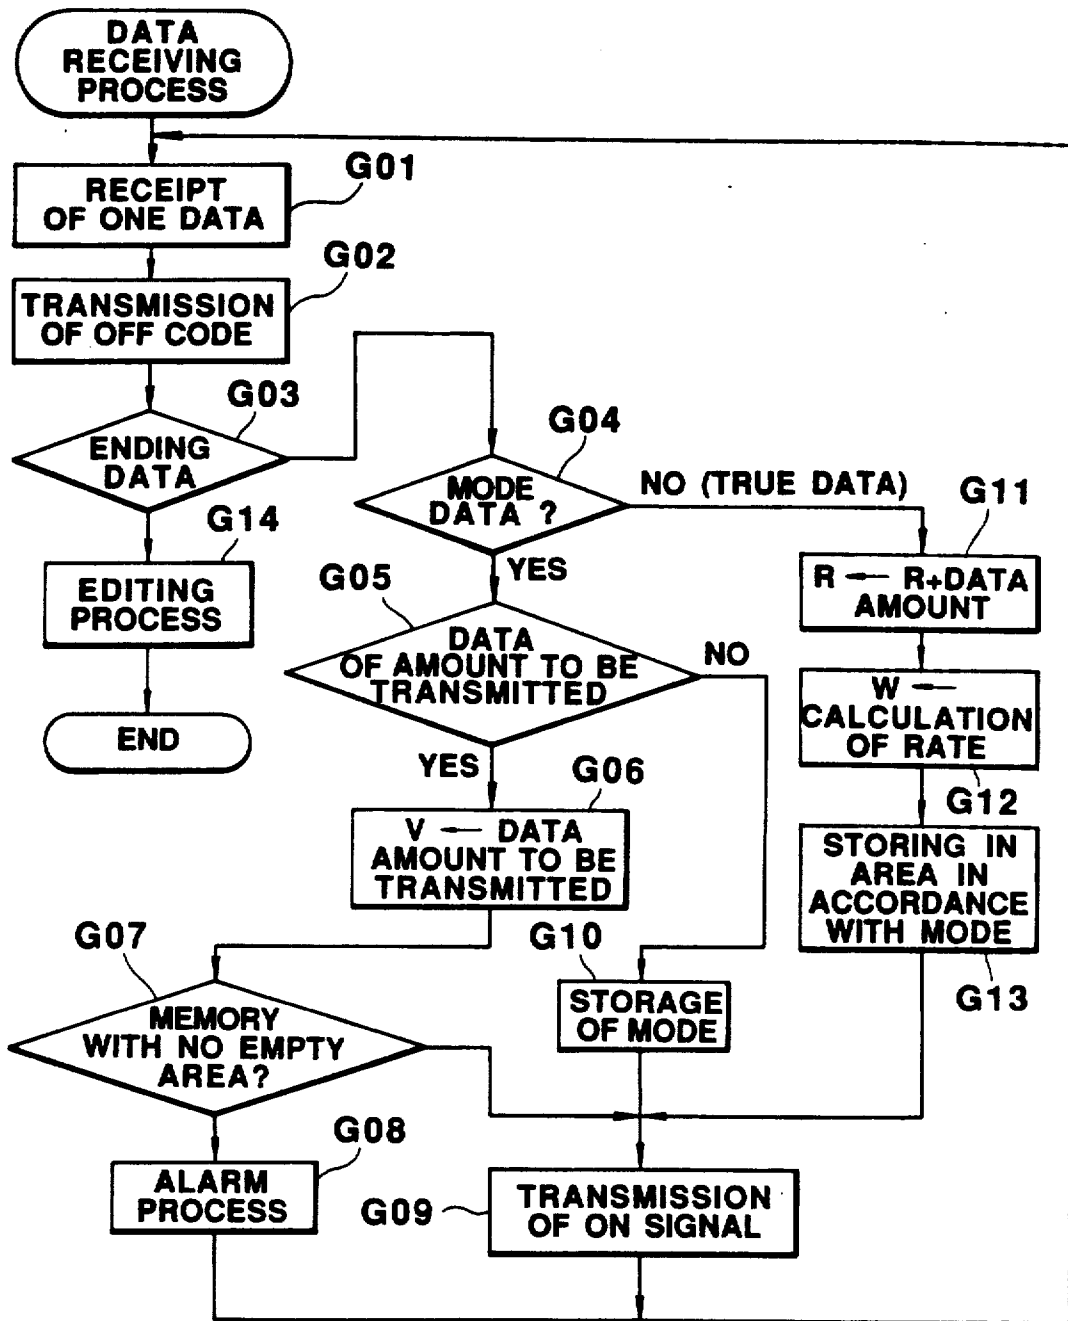 DATA
RECEIVING
PROCESS
G01
RECEIPT
OF ONE DATA
G02
TRANSMISSION
OF OFF CODE
G03
ENDING
DATA
G04
MODE
DATA ?
NO (TRUE DATA)
YES
G14
EDITING
PROCESS
END
G05
DATA
OF AMOUNT TO BE
TRANSMITTED
NO
YES
G11
R ← R+DATA
AMOUNT
W ←
CALCULATION
OF RATE
G12
G06
V ← DATA
AMOUNT TO BE
TRANSMITTED
STORING IN
AREA IN
ACCORDANCE
WITH MODE
G13
G07
MEMORY
WITH NO EMPTY
AREA?
G10
STORAGE
OF MODE
G08
ALARM
PROCESS
G09
TRANSMISSION
OF ON SIGNAL